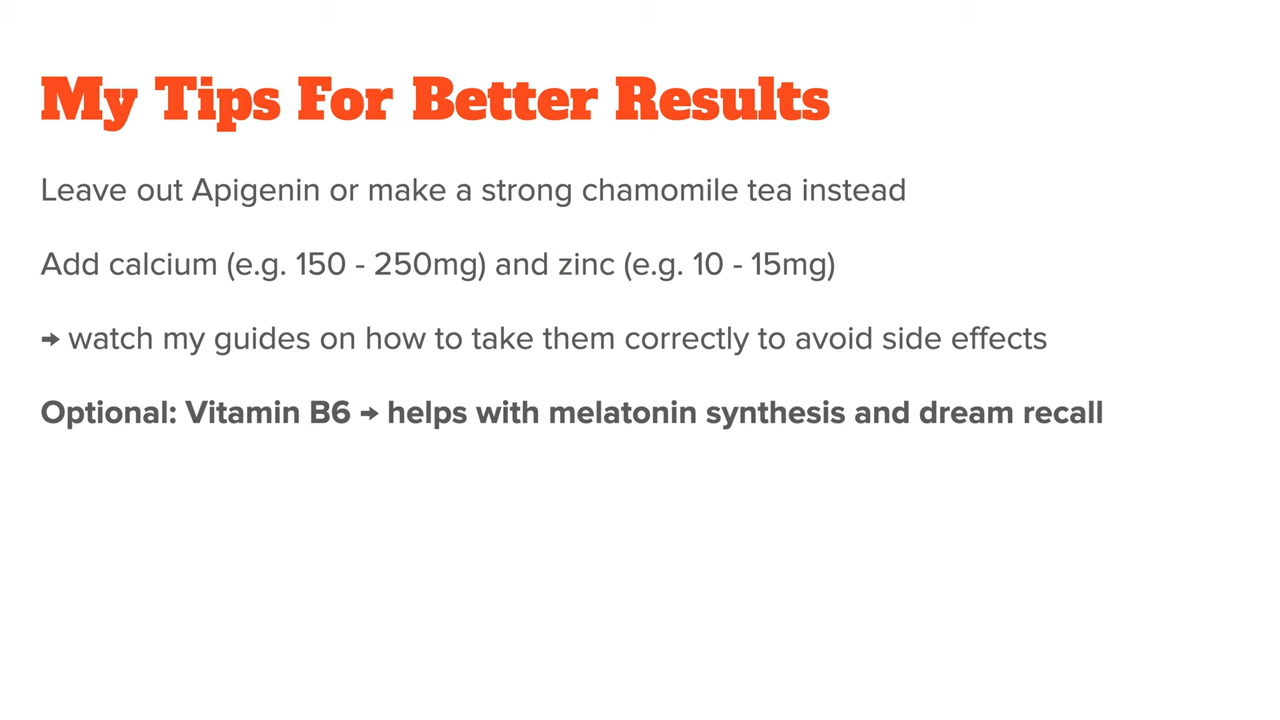 My Tips For Better Results
Leave out Apigenin or make a strong chamomile tea instead
Add calcium (e.g. 150 - 250mg) and zinc (e.g. 10 - 15mg)
→ watch my guides on how to take them correctly to avoid side effects
Optional: Vitamin B6 → helps with melatonin synthesis and dream recall